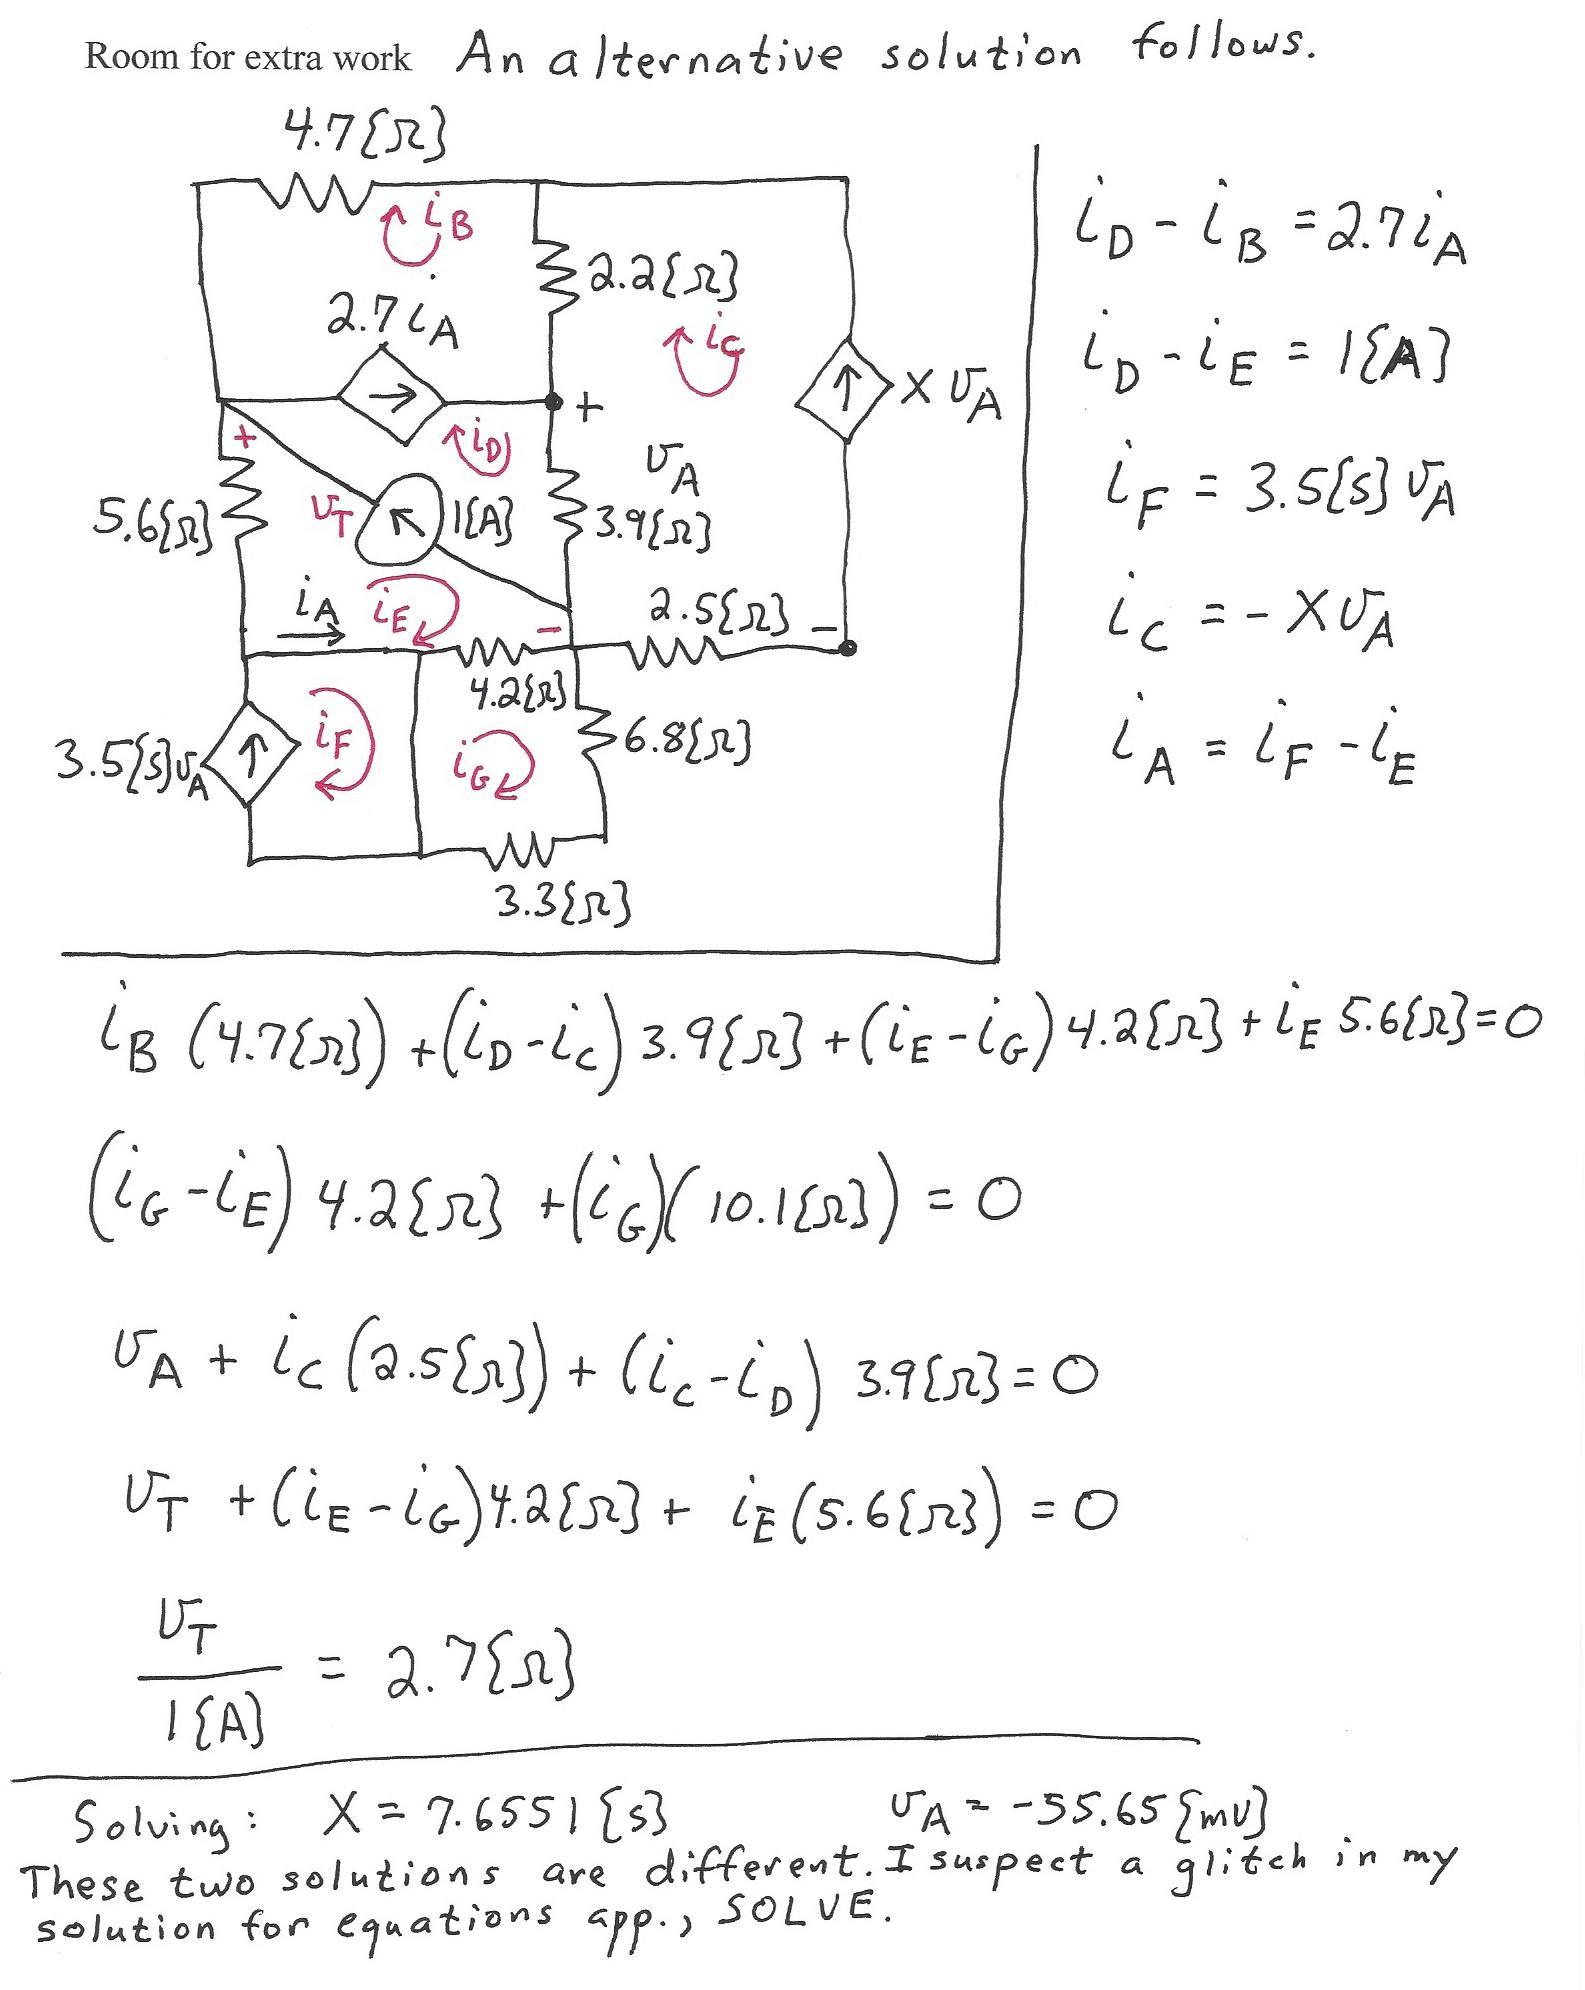 Room for extra work An alternative solution follows.
4.7{Ω}
i_B
2.2{Ω}
2.7 i_A
i_C
X v_A
+
i_D
+
v_A
5.6{Ω}
v_T
1{A}
3.9{Ω}
i_A
i_E
2.5{Ω}
-
-
4.2{Ω}
3.5{S}v_A
i_F
i_G
6.8{Ω}
3.3{Ω}
i_D - i_B = 2.7 i_A
i_D - i_E = 1{A}
i_F = 3.5{S} v_A
i_C = - X v_A
i_A = i_F - i_E
i_B (4.7{Ω}) + (i_D - i_C) 3.9{Ω} + (i_E - i_G) 4.2{Ω} + i_E 5.6{Ω} = 0
(i_G - i_E) 4.2{Ω} + (i_G)(10.1{Ω}) = 0
v_A + i_C (2.5{Ω}) + (i_C - i_D) 3.9{Ω} = 0
v_T + (i_E - i_G) 4.2{Ω} + i_E (5.6{Ω}) = 0
v_T
1{A}
= 2.7{Ω}
Solving: X = 7.6551{S} v_A = -55.65{mV}
These two solutions are different. I suspect a glitch in my
solution for equations app., SOLVE.